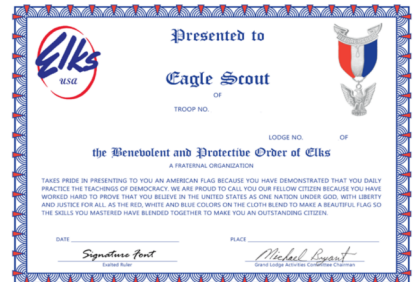 Elks
USA
Presented to
Eagle Scout
OF
TROOP NO.
LODGE NO. OF
the Benevolent and Protective Order of Elks
A FRATERNAL ORGANIZATION
TAKES PRIDE IN PRESENTING TO YOU AN AMERICAN FLAG BECAUSE YOU HAVE DEMONSTRATED THAT YOU DAILY
PRACTICE THE TEACHINGS OF DEMOCRACY. WE ARE PROUD TO CALL YOU OUR FELLOW CITIZEN BECAUSE YOU HAVE
WORKED HARD TO PROVE THAT YOU BELIEVE IN THE UNITED STATES AS ONE NATION UNDER GOD, WITH LIBERTY
AND JUSTICE FOR ALL. AS THE RED, WHITE AND BLUE COLORS ON THE CLOTH BLEND TO MAKE A BEAUTIFUL FLAG SO
THE SKILLS YOU MASTERED HAVE BLENDED TOGETHER TO MAKE YOU AN OUTSTANDING CITIZEN.
DATE PLACE
Signature Font Michael Bryant
Exalted Ruler Grand Lodge Activities Committee Chairman